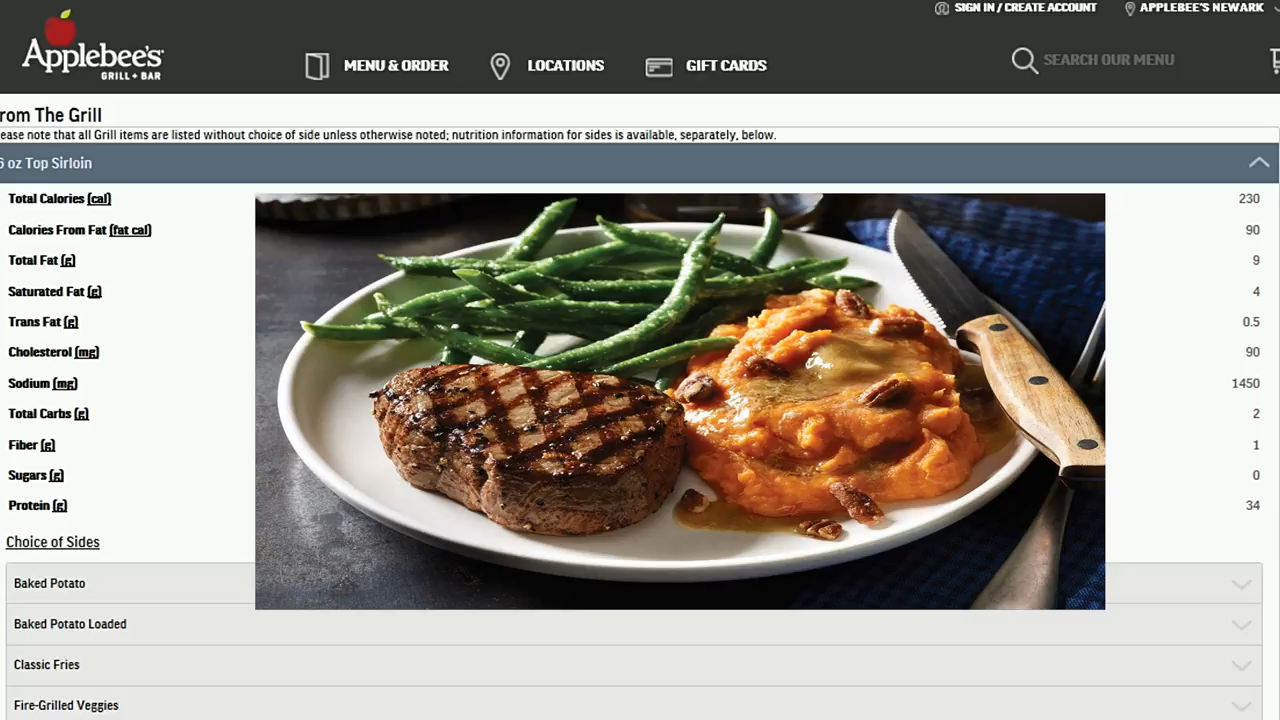 SIGN IN / CREATE ACCOUNT
APPLEBEE'S NEWARK
Applebee's
GRILL + BAR
MENU & ORDER
LOCATIONS
GIFT CARDS
SEARCH OUR MENU
rom The Grill
ease note that all Grill items are listed without choice of side unless otherwise noted; nutrition information for sides is available, separately, below.
6 oz Top Sirloin
Total Calories (cal) 230
Calories From Fat (fat cal) 90
Total Fat (g) 9
Saturated Fat (g) 4
Trans Fat (g) 0.5
Cholesterol (mg) 90
Sodium (mg) 1450
Total Carbs (g) 2
Fiber (g) 1
Sugars (g) 0
Protein (g) 34
Choice of Sides
Baked Potato
Baked Potato Loaded
Classic Fries
Fire-Grilled Veggies